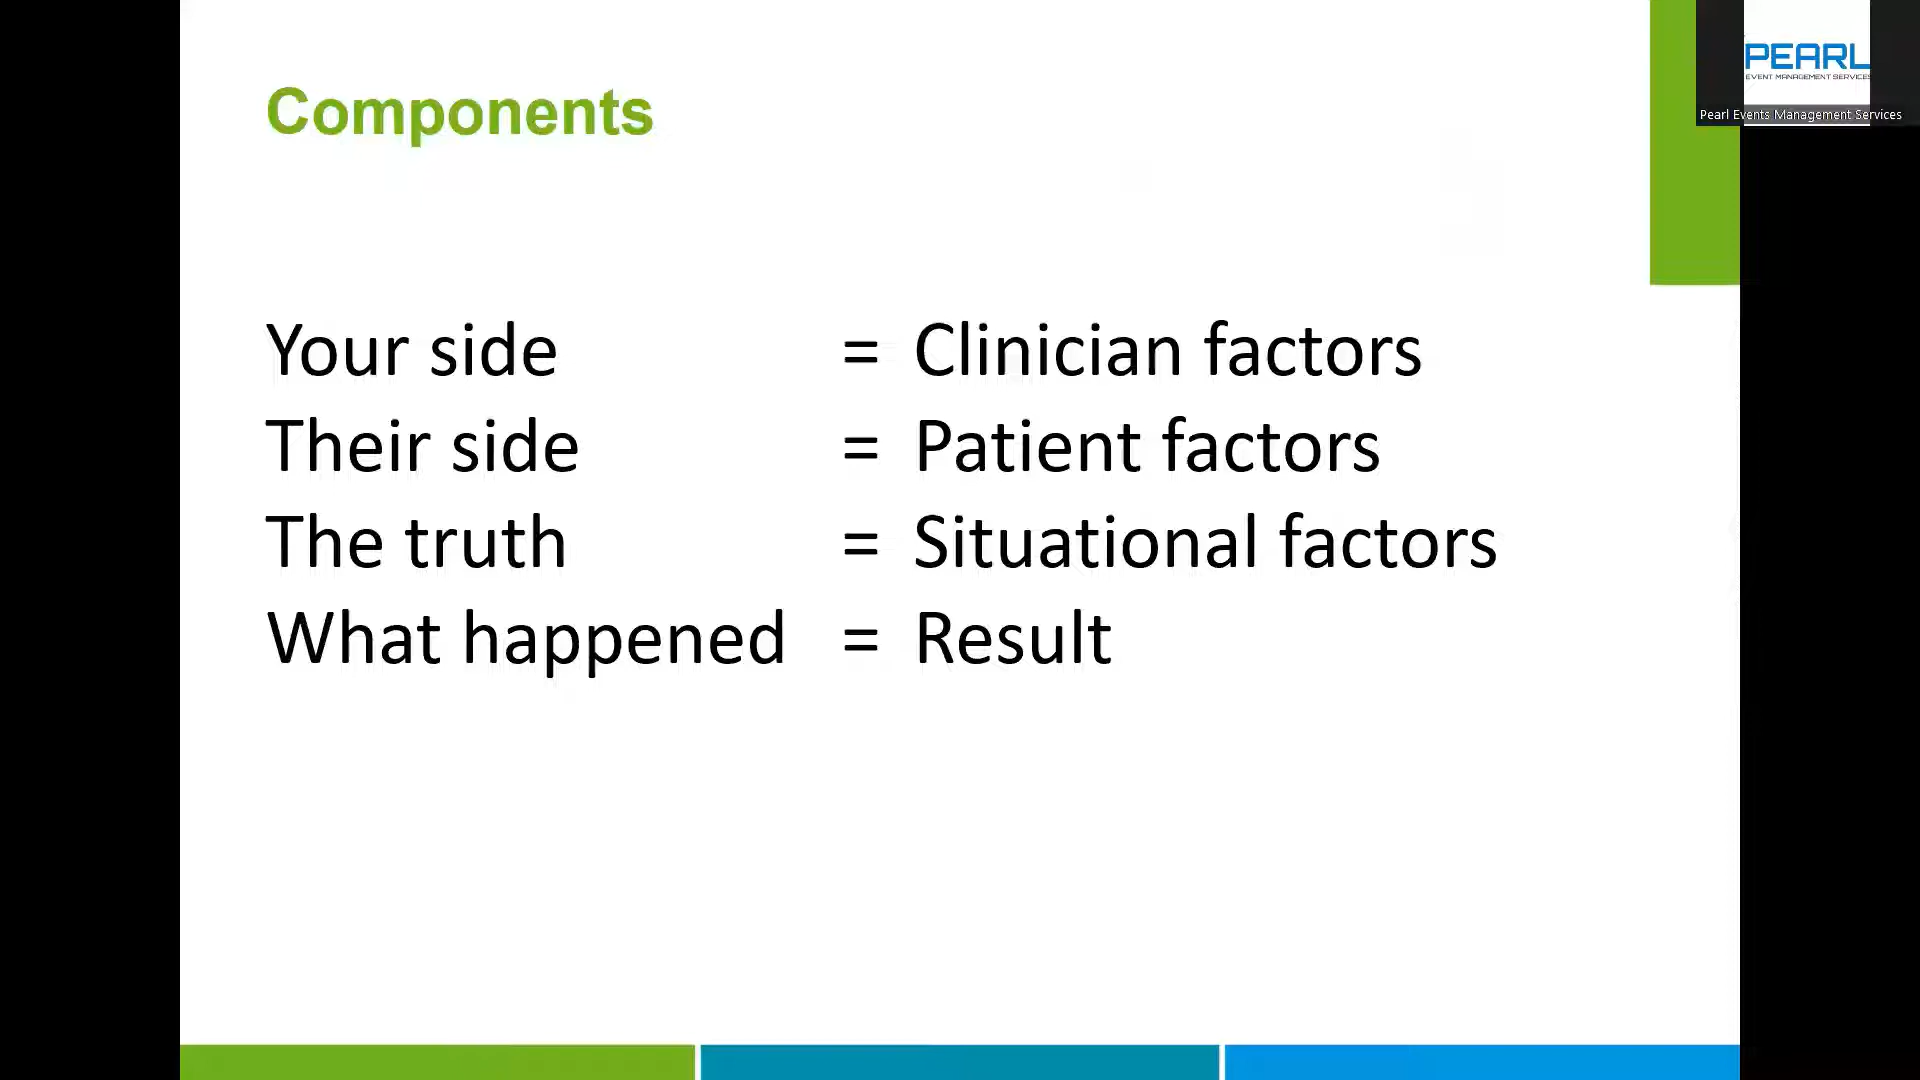 Components
Your side = Clinician factors
Their side = Patient factors
The truth = Situational factors
What happened = Result
PEARL
EVENT MANAGEMENT SERVICES
Pearl Events Management Services